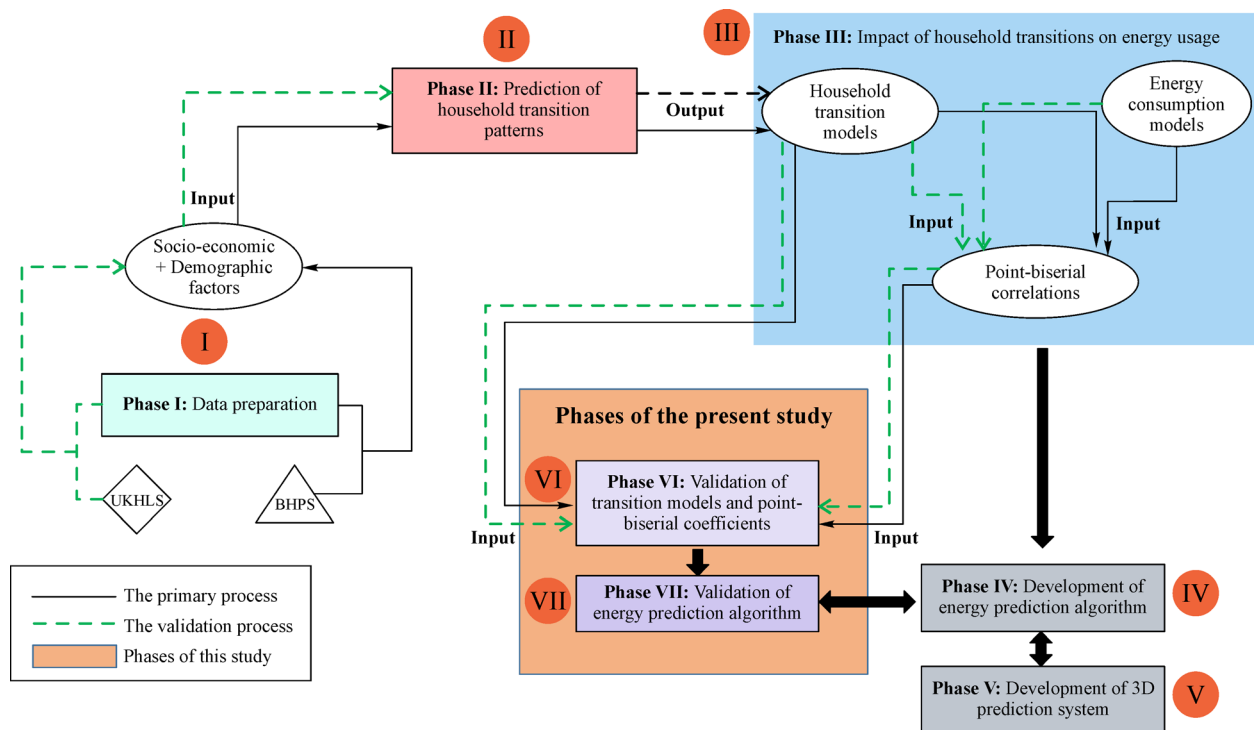 II
III
Phase III: Impact of household transitions on energy usage
Phase II: Prediction of
household transition
patterns
Output
Household
transition
models
Energy
consumption
models
Input
Input
Input
Socio-economic
+ Demographic
factors
Point-biserial
correlations
I
Phase I: Data preparation
UKHLS
BHPS
Phases of the present study
VI
Phase VI: Validation of
transition models and point-
biserial coefficients
Input
Input
VII
Phase VII: Validation of
energy prediction algorithm
Phase IV: Development of
energy prediction algorithm
IV
Phase V: Development of 3D
prediction system
V
The primary process
The validation process
Phases of this study